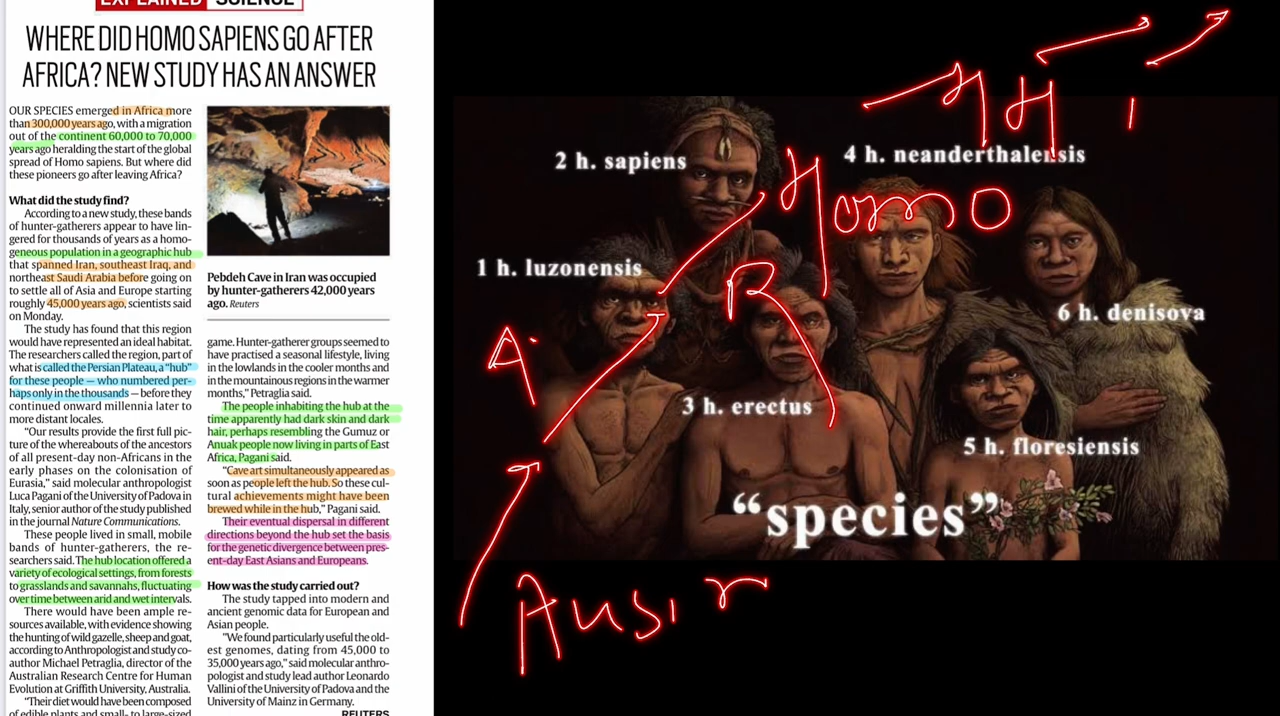 EXPLAINED SCIENCE
WHERE DID HOMO SAPIENS GO AFTER
AFRICA? NEW STUDY HAS AN ANSWER
OUR SPECIES emerged in Africa more
than 300,000 years ago, with a migration
out of the continent 60,000 to 70,000
years ago heralding the start of the global
spread of Homo sapiens. But where did
these pioneers go after leaving Africa?
What did the study find?
According to a new study, these bands
of hunter-gatherers appear to have lin-
gered for thousands of years as a homo-
geneous population in a geographic hub
that spanned Iran, southeast Iraq, and
northeast Saudi Arabia before going on
to settle all of Asia and Europe starting
roughly 45,000 years ago, scientists said
on Monday.
The study has found that this region
would have represented an ideal habitat.
The researchers called the region, part of
what is called the Persian Plateau, a "hub"
for these people — who numbered per-
haps only in the thousands — before they
continued onward millennia later to
more distant locales.
"Our results provide the first full pic-
ture of the whereabouts of the ancestors
of all present-day non-Africans in the
early phases on the colonisation of
Eurasia," said molecular anthropologist
Luca Pagani of the University of Padova in
Italy, senior author of the study published
in the journal Nature Communications.
These people lived in small, mobile
bands of hunter-gatherers, the re-
searchers said. The hub location offered a
variety of ecological settings, from forests
to grasslands and savannahs, fluctuating
over time between arid and wet intervals.
There would have been ample re-
sources available, with evidence showing
the hunting of wild gazelle, sheep and goat,
according to Anthropologist and study co-
author Michael Petraglia, director of the
Australian Research Centre for Human
Evolution at Griffith University, Australia.
"Their diet would have been composed
of edible plants and small- to large-sized
Pebdeh Cave in Iran was occupied
by hunter-gatherers 42,000 years
ago. Reuters
game. Hunter-gatherer groups seemed to
have practised a seasonal lifestyle, living
in the lowlands in the cooler months and
in the mountainous regions in the warmer
months," Petraglia said.
The people inhabiting the hub at the
time apparently had dark skin and dark
hair, perhaps resembling the Gumuz or
Anuak people now living in parts of East
Africa, Pagani said.
"Cave art simultaneously appeared as
soon as people left the hub. So these cul-
tural achievements might have been
brewed while in the hub," Pagani said.
Their eventual dispersal in different
directions beyond the hub set the basis
for the genetic divergence between pres-
ent-day East Asians and Europeans.
How was the study carried out?
The study tapped into modern and
ancient genomic data for European and
Asian people.
"We found particularly useful the old-
est genomes, dating from 45,000 to
35,000 years ago," said molecular anthro-
pologist and study lead author Leonardo
Vallini of the University of Padova and the
University of Mainz in Germany.
REUTERS
2 h. sapiens
4 h. neanderthalensis
Homo
1 h. luzonensis
R
6 h. denisova
A.
3 h. erectus
5 h. floresiensis
"species"